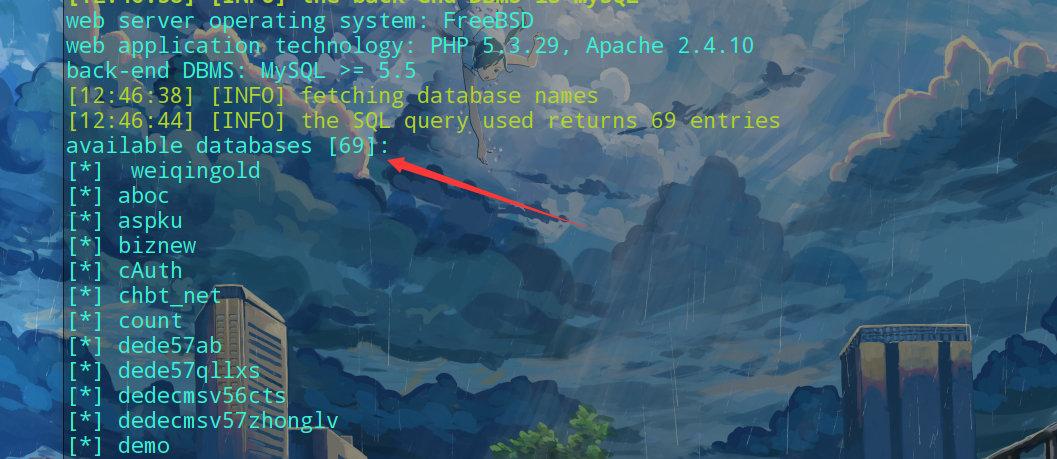 [12:46:38] [INFO] the back-end DBMS is MySQL
web server operating system: FreeBSD
web application technology: PHP 5.3.29, Apache 2.4.10
back-end DBMS: MySQL >= 5.5
[12:46:38] [INFO] fetching database names
[12:46:44] [INFO] the SQL query used returns 69 entries
available databases [69]:
[*]  weiqingold
[*] aboc
[*] aspku
[*] biznew
[*] cAuth
[*] chbt_net
[*] count
[*] dede57ab
[*] dede57qllxs
[*] dedecmsv56cts
[*] dedecmsv57zhonglv
[*] demo